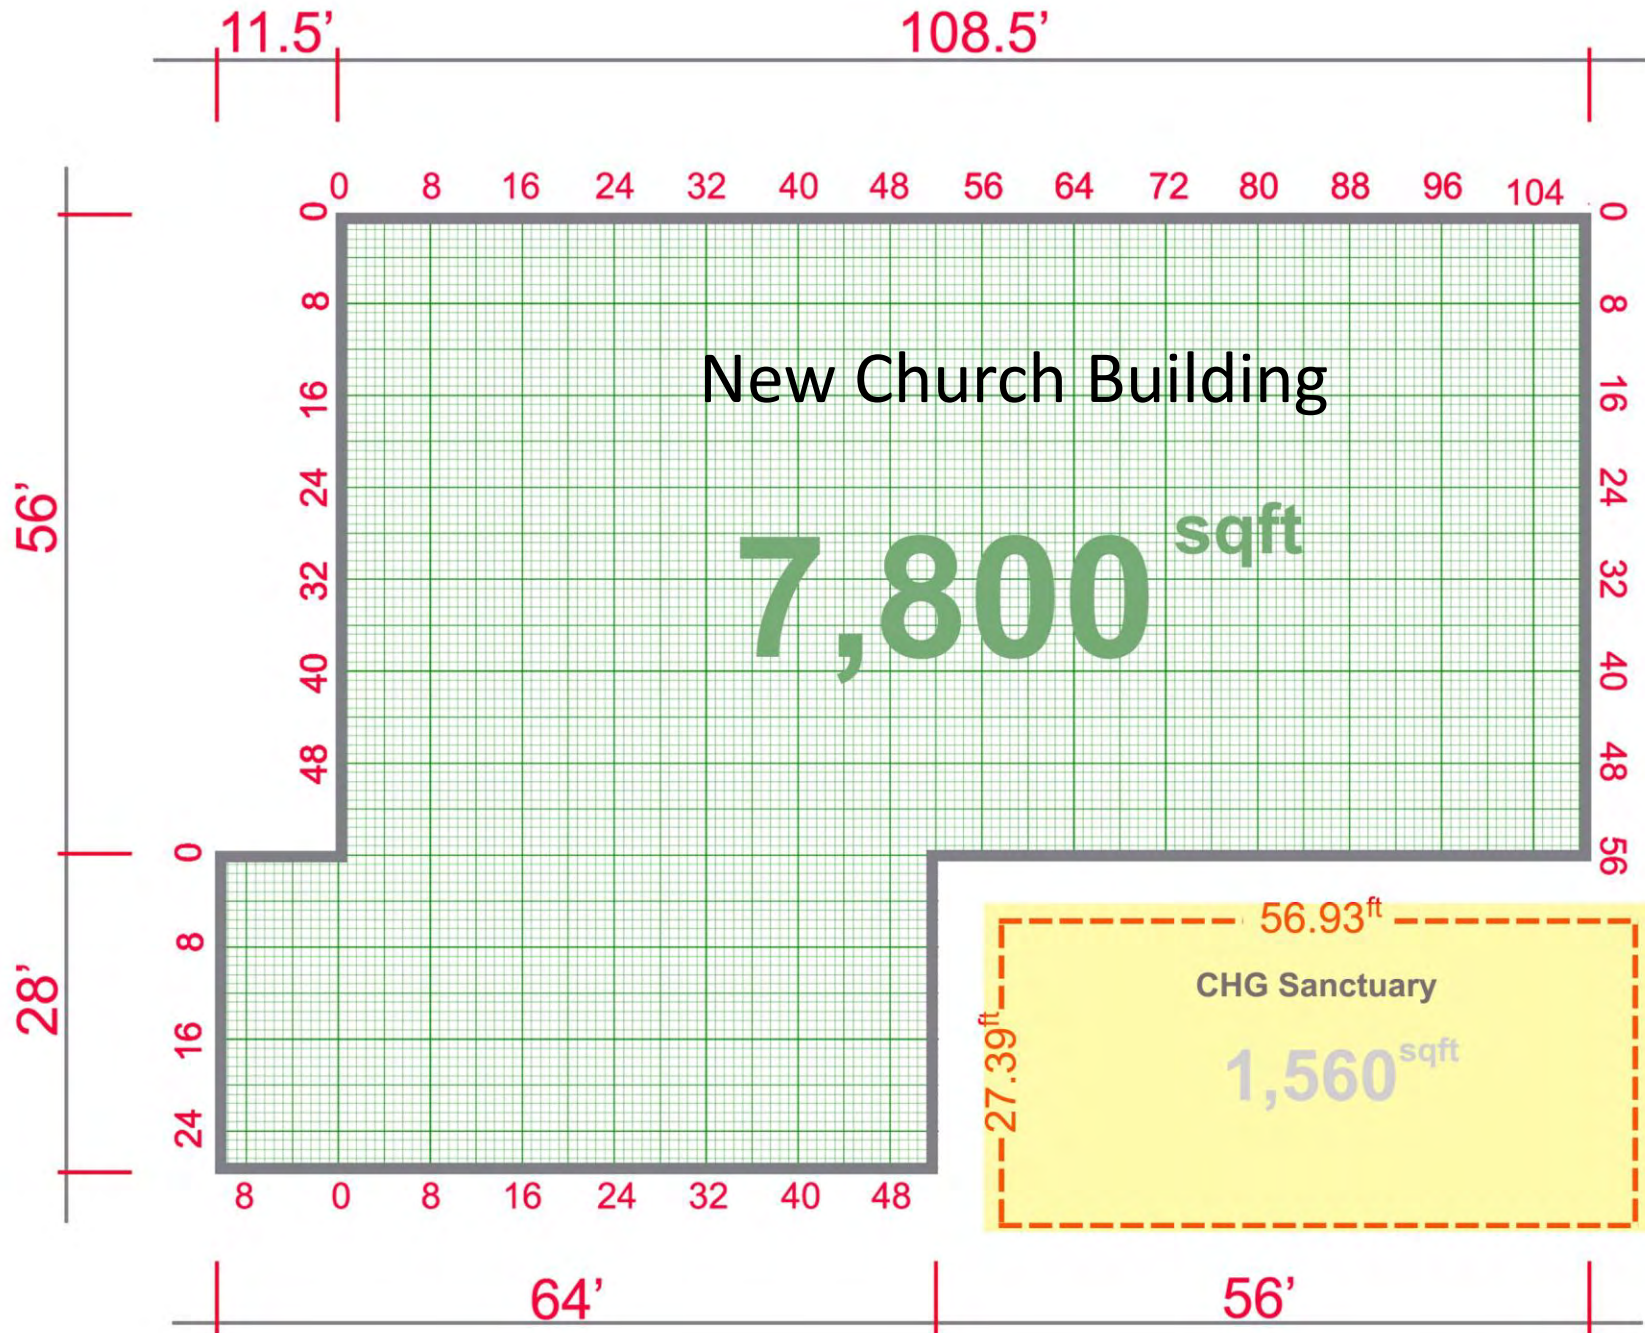 11.5’ 108.5’
0 8 16 24 32 40 48 56 64 72 80 88 96 104
0 8 16 24 32 40 48
0 8 16 24 32 40 48 56
New Church Building
7,800 sqft
56’
28’
0 8 16 24
56.93ft
27.39ft
CHG Sanctuary
1,560 sqft
8 0 8 16 24 32 40 48
64’ 56’